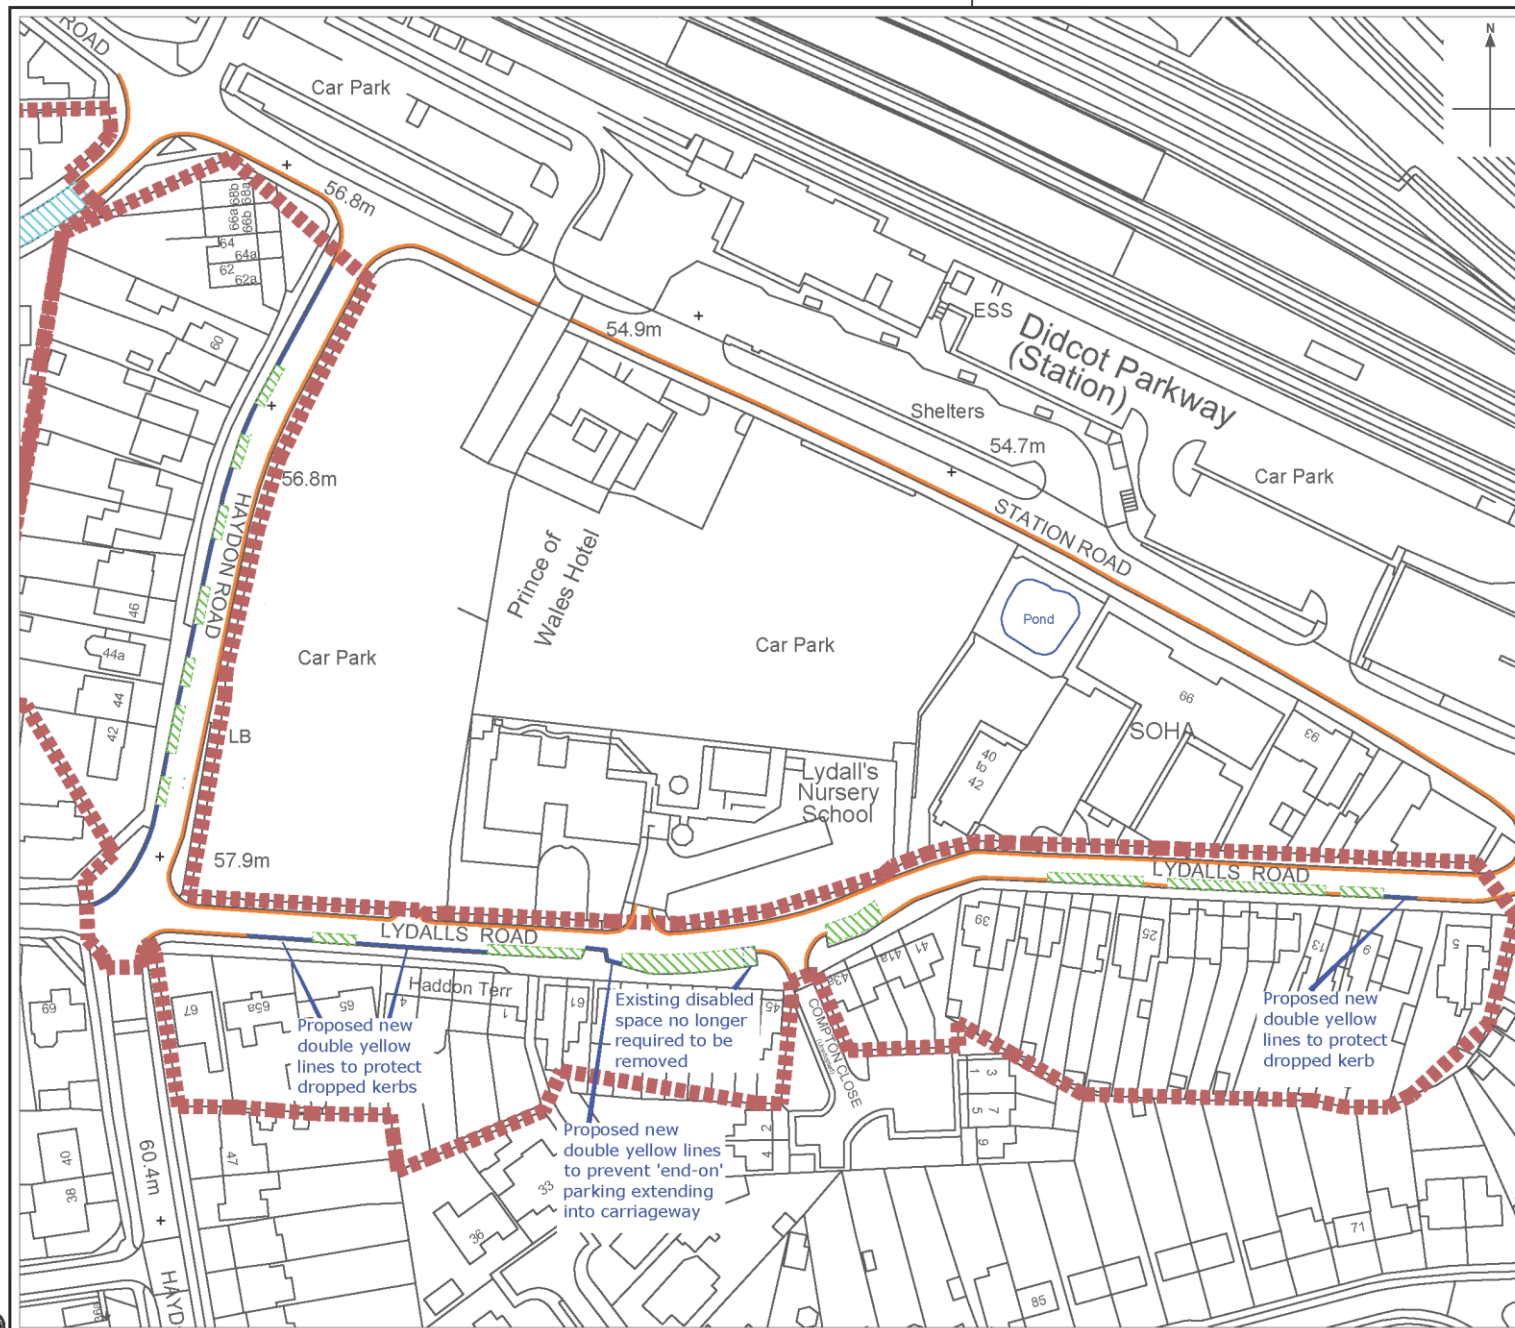 ROAD
Car Park
N
56.8m
68b
68a
66a
66b
64
64a
62
62a
60
54.9m
ESS
Didcot Parkway
(Station)
Shelters
54.7m
Car Park
56.8m
HAYDON ROAD
STATION ROAD
Prince of
Wales Hotel
46
44a
44
42
Car Park
Car Park
Pond
66
SOHA
93
LB
40
to
42
Lydall's
Nursery
School
57.9m
LYDALLS ROAD
LYDALLS ROAD
39
25
13
9
5
41
41a
43a
Haddon Terr
69
67
65a
65
4
1
61
45
Existing disabled
space no longer
required to be
removed
Proposed new
double yellow
lines to protect
dropped kerbs
Proposed new
double yellow
lines to protect
dropped kerb
COMPTON CLOSE
1
3
5
7
9
1
2
4
Proposed new
double yellow lines
to prevent 'end-on'
parking extending
into carriageway
40
38
47
60.4m
33
36
71
85
HAYD
36a